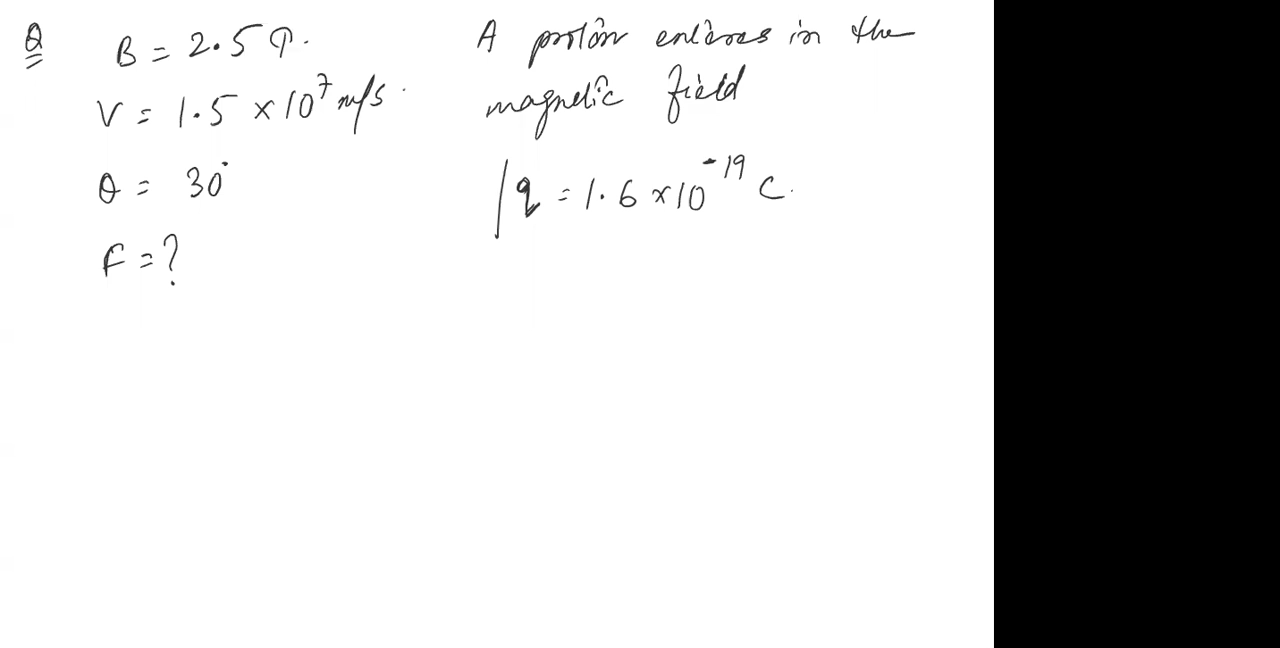 Q B = 2.5 T.
V = 1.5 × 10⁷ m/s.
θ = 30°
F = ?
A proton enters in the
magnetic field
/ q = 1.6 × 10⁻¹⁹ C.